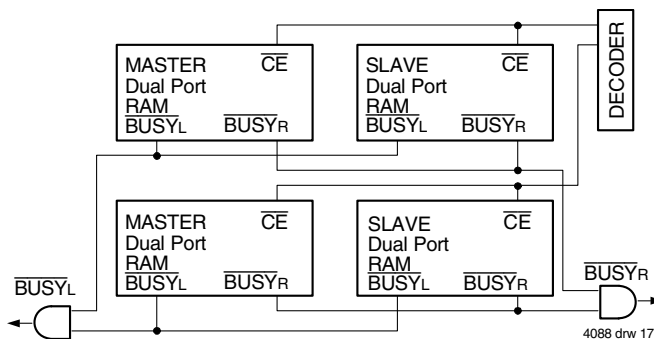 MASTER
Dual Port
RAM
CE
BUSYL
BUSYR
SLAVE
Dual Port
RAM
CE
BUSYL
BUSYR
DECODER
MASTER
Dual Port
RAM
CE
BUSYL
BUSYR
SLAVE
Dual Port
RAM
CE
BUSYL
BUSYR
BUSYL
BUSYR
4088 drw 17